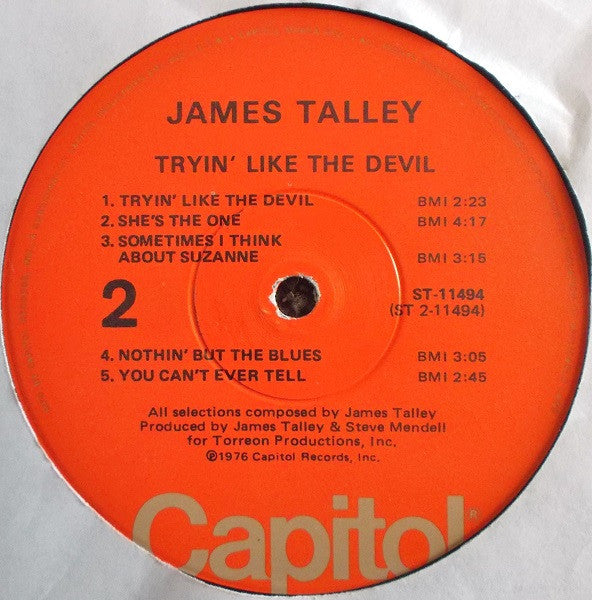 JAMES TALLEY
TRYIN' LIKE THE DEVIL
1. TRYIN' LIKE THE DEVIL BMI 2:23
2. SHE'S THE ONE BMI 4:17
3. SOMETIMES I THINK
ABOUT SUZANNE BMI 3:15
2
ST-11494
(ST 2-11494)
4. NOTHIN' BUT THE BLUES BMI 3:05
5. YOU CAN'T EVER TELL BMI 2:45
All selections composed by James Talley
Produced by James Talley & Steve Mendell
for Torreon Productions, Inc.
℗1976 Capitol Records, Inc.
Capitol®